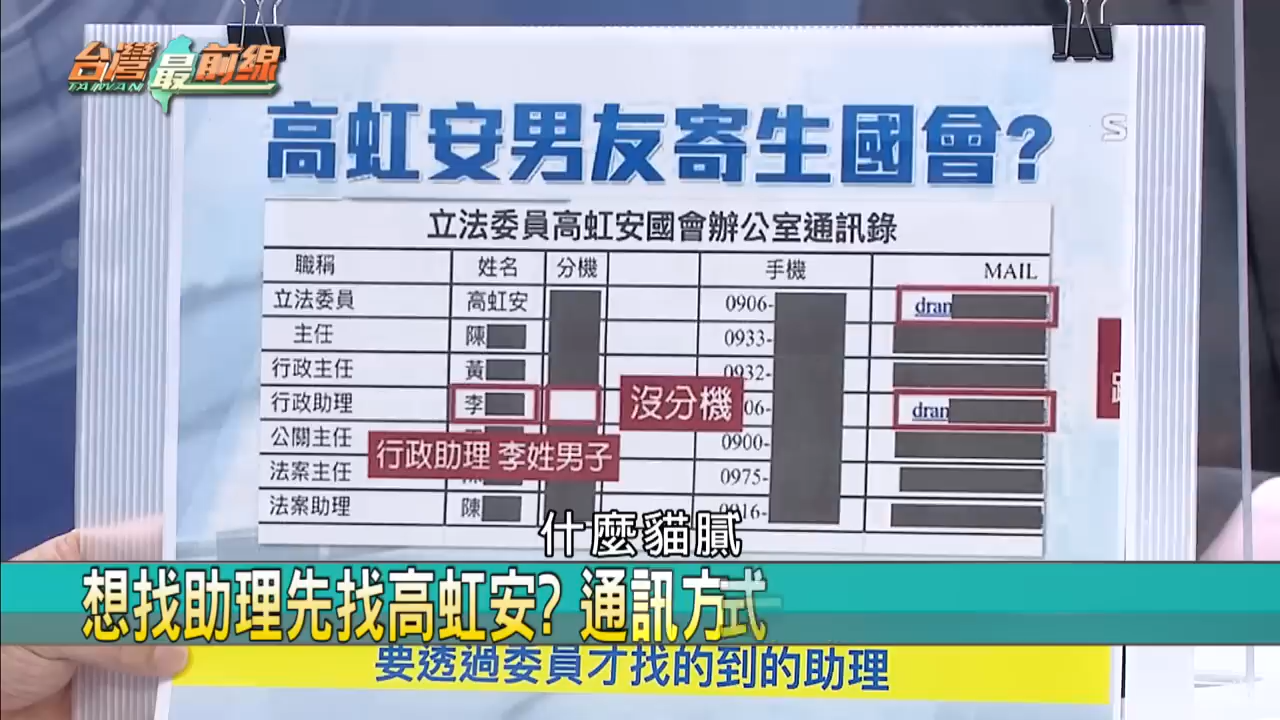 台灣最前線
TAIWAN
高虹安男友寄生國會?
S
立法委員高虹安國會辦公室通訊錄
職稱 姓名 分機 手機 MAIL
立法委員 高虹安 0906- dran
主任 陳 0933-
行政主任 黃 0932-
行政助理 李 沒分機 06- dran
公關主任 0900-
行政助理 李姓男子
法案主任 陳 0975-
法案助理 陳 0916-
什麼貓膩
想找助理先找高虹安? 通訊方式
要透過委員才找的到的助理